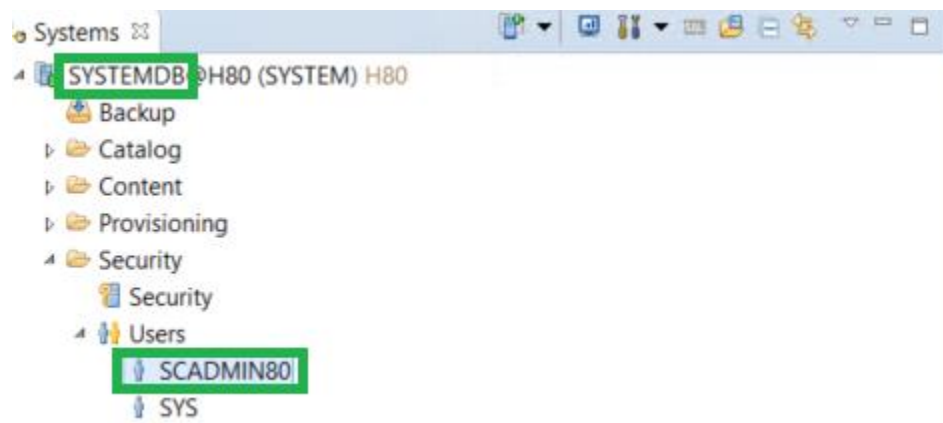 Systems
SYSTEMDB@H80 (SYSTEM) H80
Backup
Catalog
Content
Provisioning
Security
Security
Users
SCADMIN80
SYS